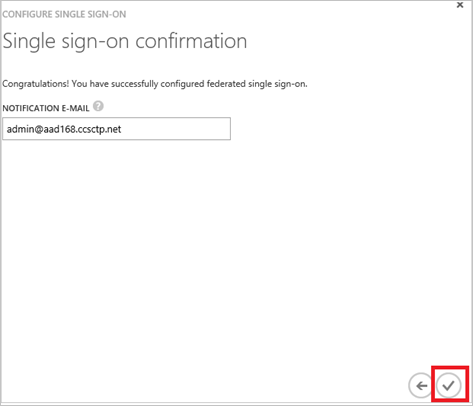 CONFIGURE SINGLE SIGN-ON
Single sign-on confirmation
Congratulations! You have successfully configured federated single sign-on.
NOTIFICATION E-MAIL ?
admin@aad168.ccsctp.net